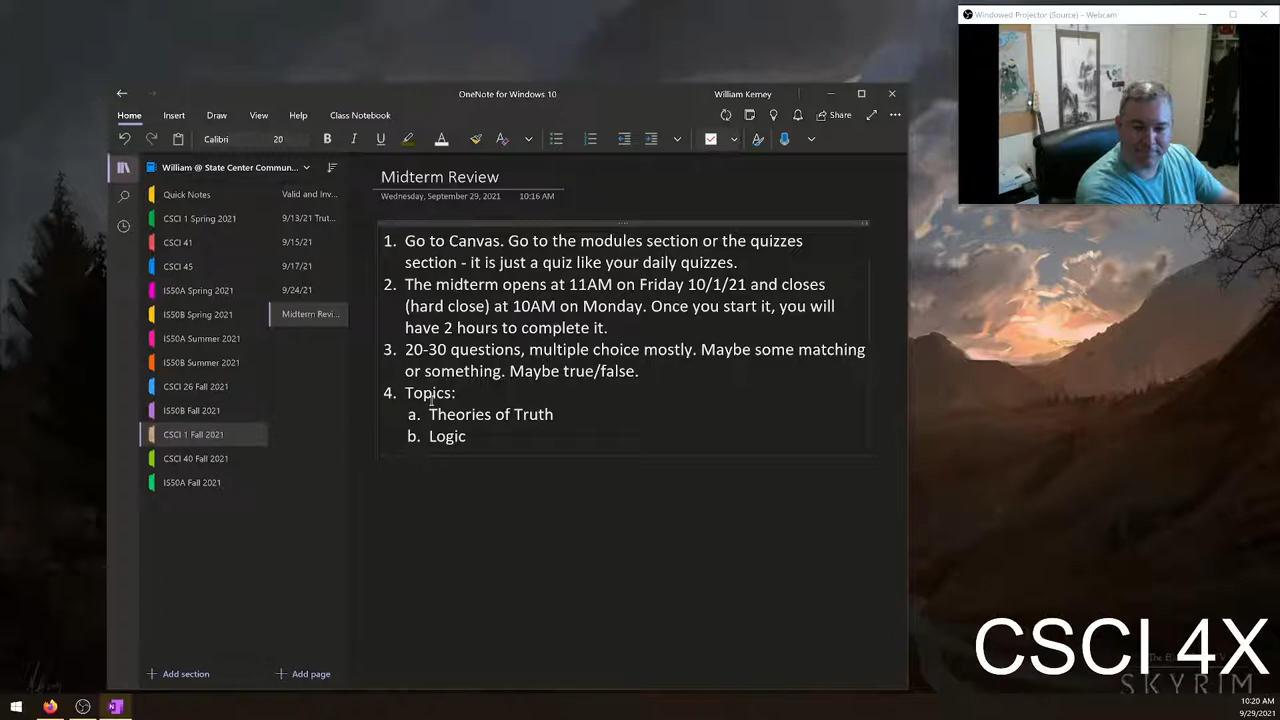 Windowed Projector (Source) - Webcam
OneNote for Windows 10
William Kerney
Home
Insert
Draw
View
Help
Class Notebook
Share
Calibri
20
B
I
U
A
A
William @ State Center Commun...
Quick Notes
CSCI 1 Spring 2021
CSCI 41
CSCI 45
IS50A Spring 2021
IS50B Spring 2021
IS50A Summer 2021
IS50B Summer 2021
CSCI 26 Fall 2021
IS50B Fall 2021
CSCI 1 Fall 2021
CSCI 40 Fall 2021
IS50A Fall 2021
Add section
Valid and Inv...
9/13/21 Trut...
9/15/21
9/17/21
9/24/21
Midterm Revi...
Add page
Midterm Review
Wednesday, September 29, 2021 10:16 AM
1. Go to Canvas. Go to the modules section or the quizzes
section - it is just a quiz like your daily quizzes.
2. The midterm opens at 11AM on Friday 10/1/21 and closes
(hard close) at 10AM on Monday. Once you start it, you will
have 2 hours to complete it.
3. 20-30 questions, multiple choice mostly. Maybe some matching
or something. Maybe true/false.
4. Topics:
a. Theories of Truth
b. Logic
CSCI 4X
SKYRIM
10:20 AM
9/29/2021